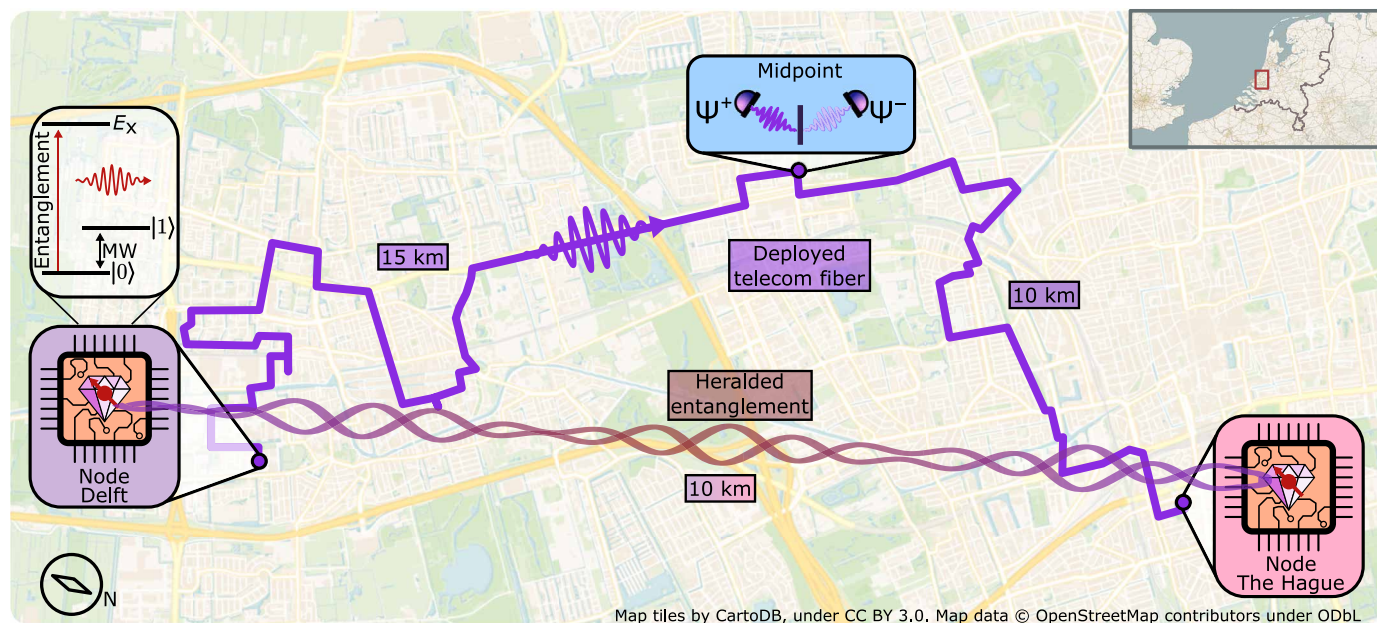 Midpoint
Ψ⁺
Ψ⁻
Eₓ
Entanglement
|1⟩
MW
|0⟩
15 km
Deployed
telecom fiber
10 km
Heralded
entanglement
10 km
Node
Delft
Node
The Hague
N
Map tiles by CartoDB, under CC BY 3.0. Map data © OpenStreetMap contributors under ODbL